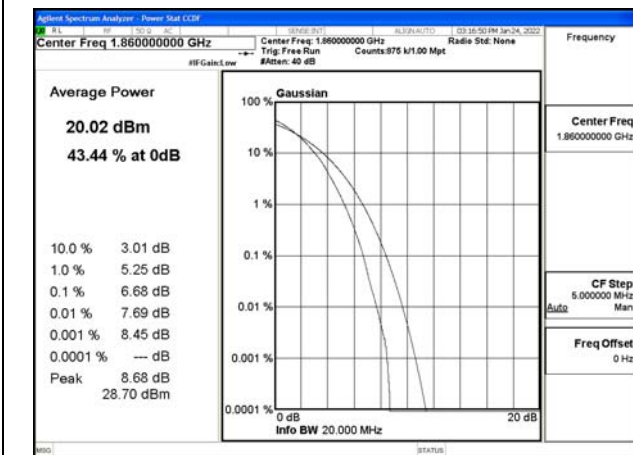 Agilent Spectrum Analyzer - Power Stat CCDF
RL RF 50 Ω AC SENSE:INT ALIGN AUTO 03:16:50 PM Jan 24, 2022
Center Freq 1.860000000 GHz
Center Freq: 1.860000000 GHz
Radio Std: None
Trig: Free Run Counts:875 k/1.00 Mpt
#IFGain:Low
#Atten: 40 dB
Frequency
Average Power
20.02 dBm
43.44 % at 0dB
10.0 % 3.01 dB
1.0 % 5.25 dB
0.1 % 6.68 dB
0.01 % 7.69 dB
0.001 % 8.45 dB
0.0001 % --- dB
Peak 8.68 dB
28.70 dBm
Gaussian
100 %
10 %
1 %
0.1 %
0.01 %
0.001 %
0.0001 %
0 dB 20 dB
Info BW 20.000 MHz
Center Freq
1.860000000 GHz
CF Step
5.000000 MHz
Auto Man
Freq Offset
0 Hz
MSG STATUS